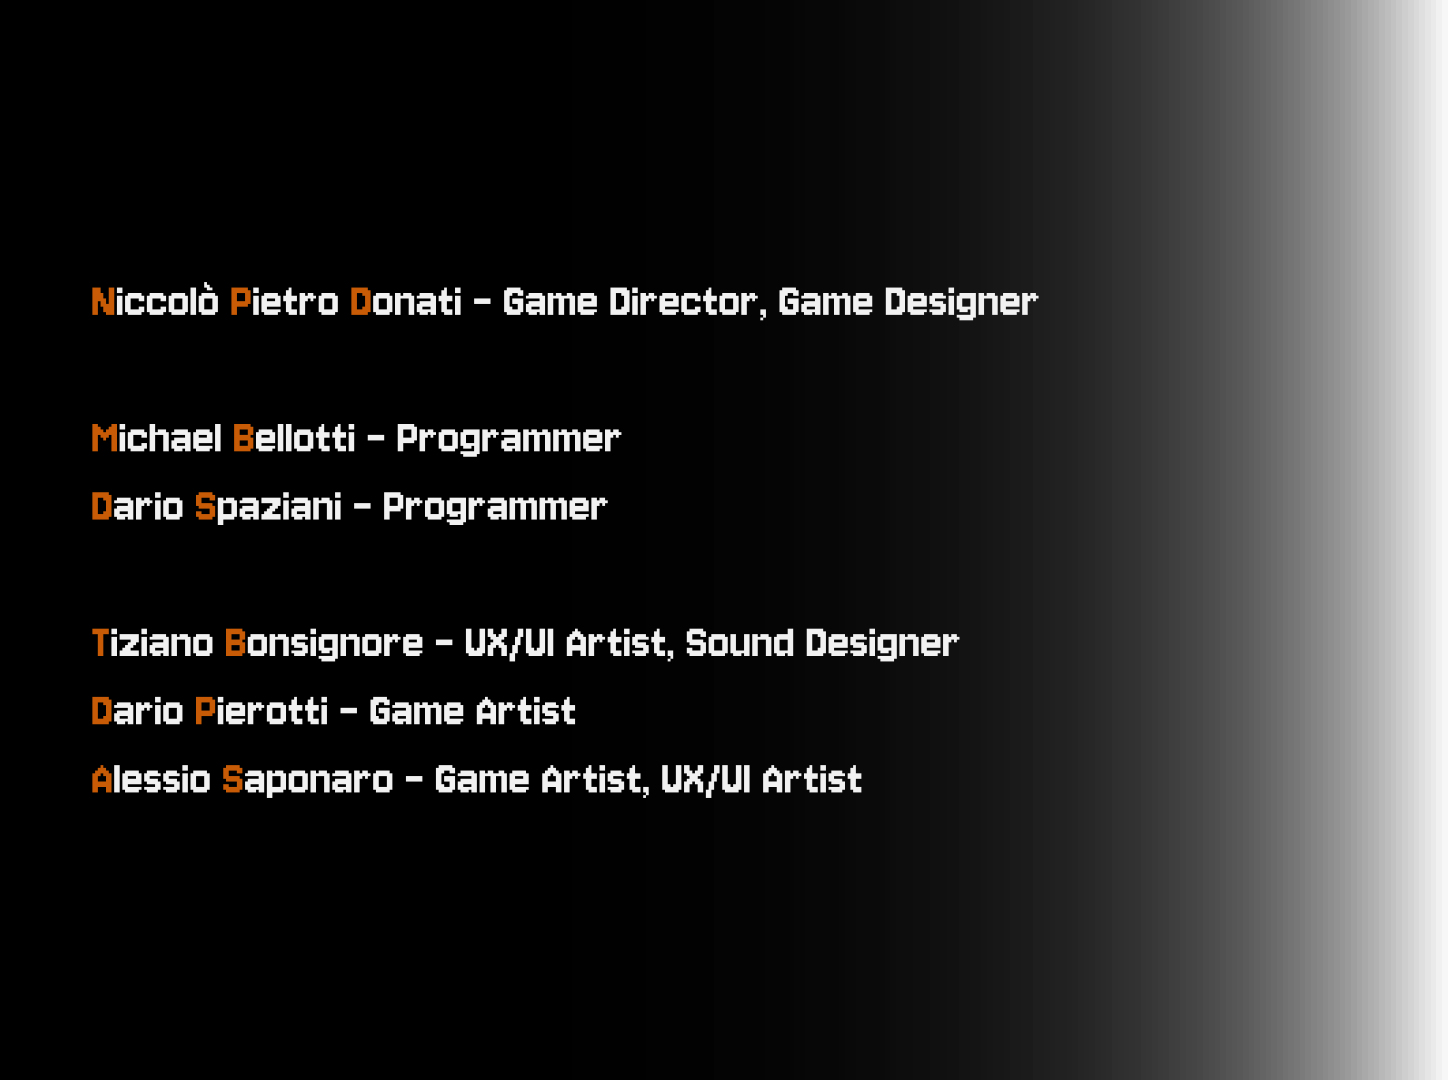 Niccolò Pietro Donati - Game Director, Game Designer
Michael Bellotti - Programmer
Dario Spaziani - Programmer
Tiziano Bonsignore - UX/UI Artist, Sound Designer
Dario Pierotti - Game Artist
Alessio Saponaro - Game Artist, UX/UI Artist